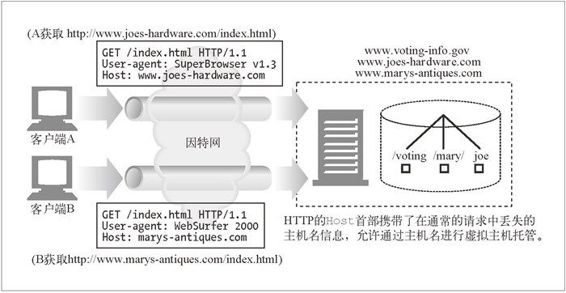 (A获取 http://www.joes-hardware.com/index.html)
GET /index.html HTTP/1.1
User-agent: SuperBrowser v1.3
Host: www.joes-hardware.com
www.voting-info.gov
www.joes-hardware.com
www.marys-antiques.com
客户端A
因特网
/voting /mary/ joe
客户端B
GET /index.html HTTP/1.1
User-agent: WebSurfer 2000
Host: marys-antiques.com
HTTP的Host首部携带了在通常的请求中丢失的
主机名信息，允许通过主机名进行虚拟主机托管。
(B获取http://www.marys-antiques.com/index.html)